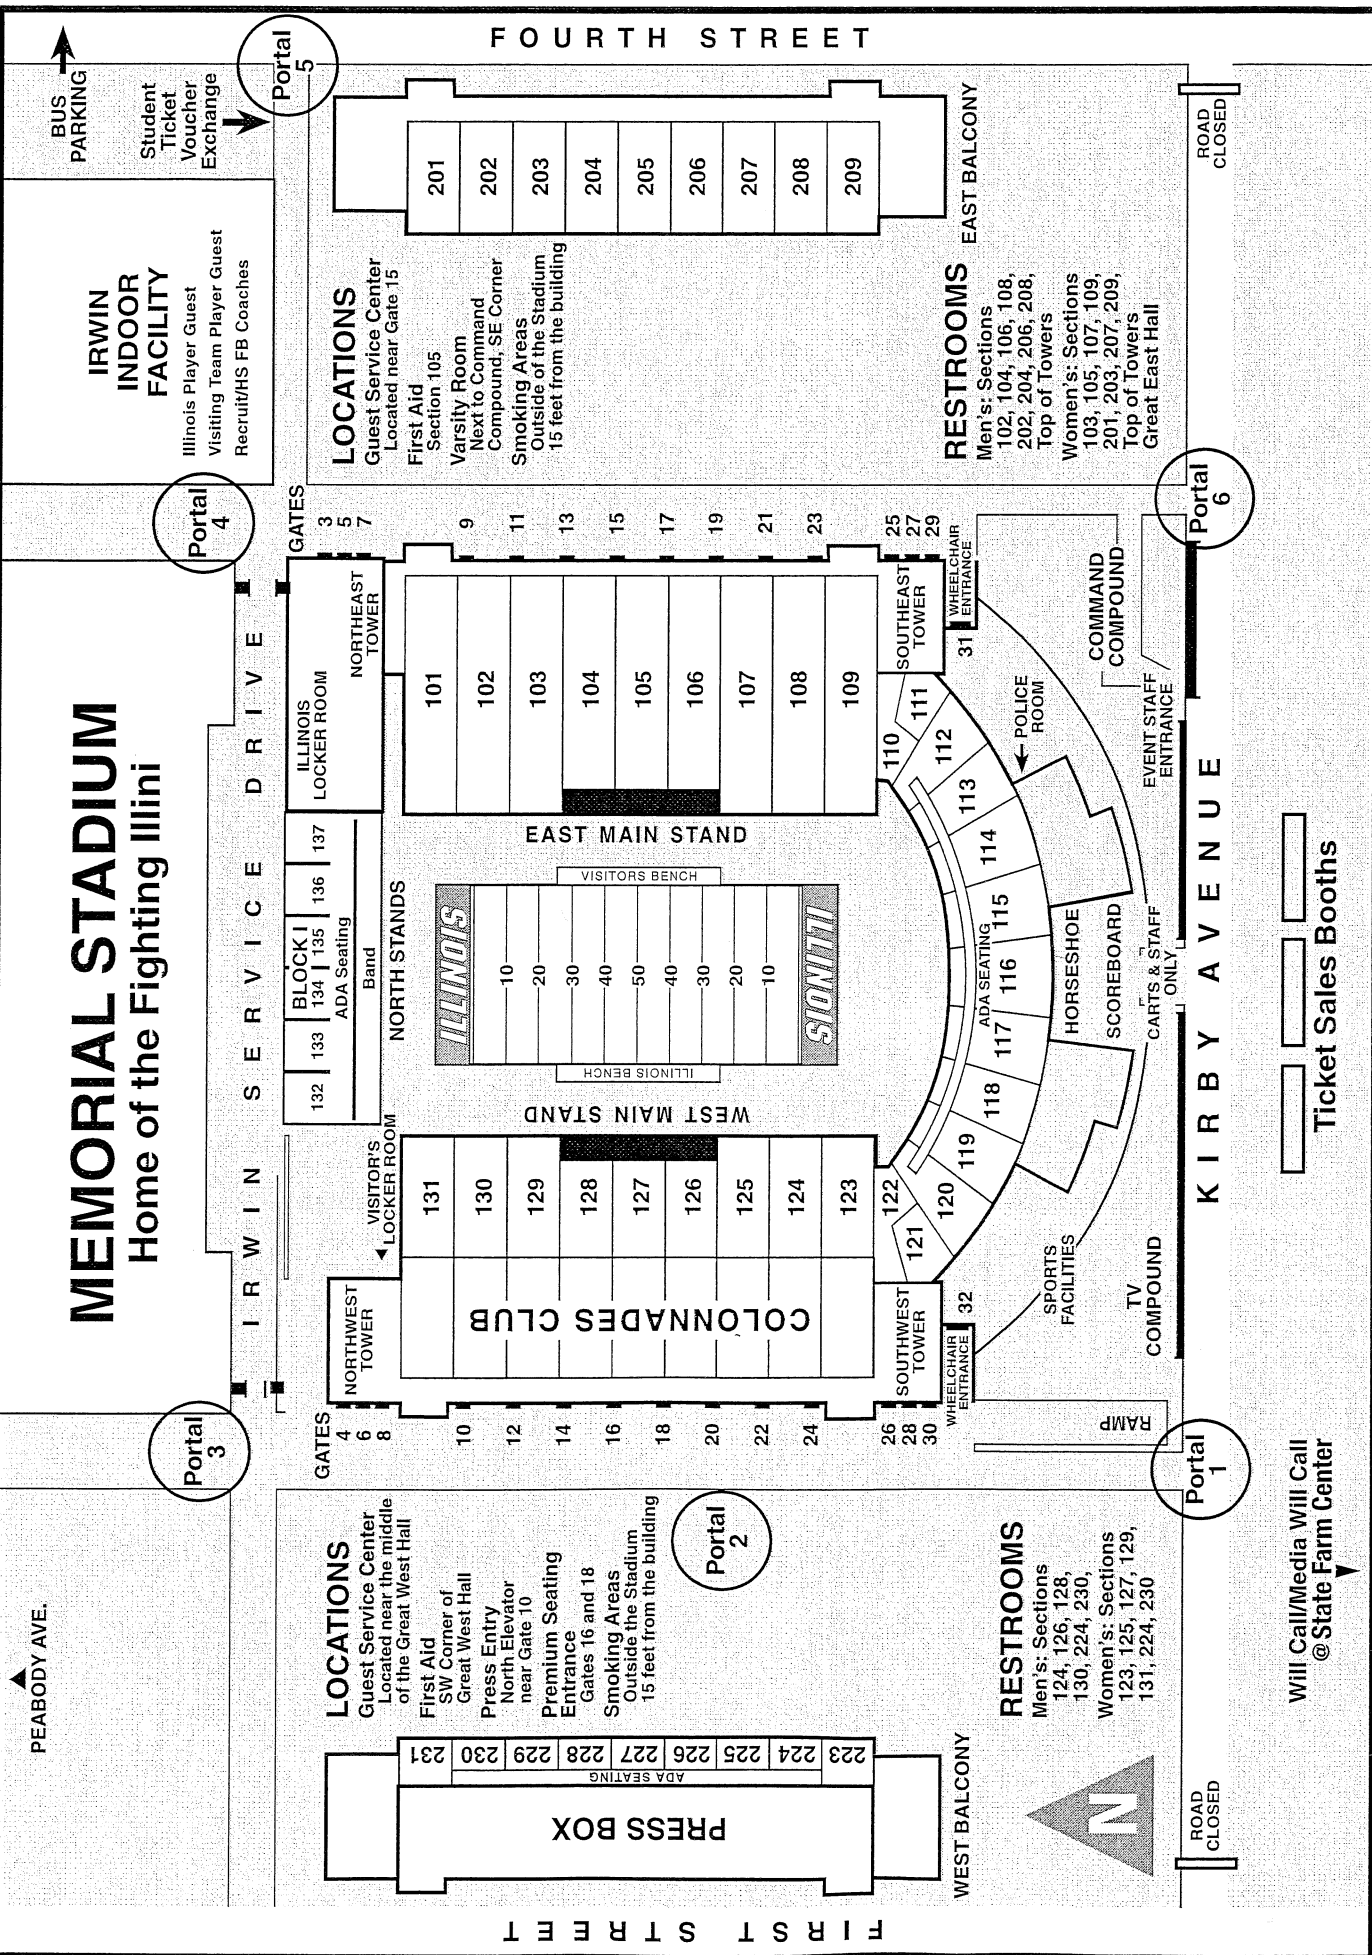 MEMORIAL STADIUM
Home of the Fighting Illini
PEABODY AVE.
BUS
PARKING
Student
Ticket
Voucher
Exchange
IRWIN
INDOOR
FACILITY
Illinois Player Guest
Visiting Team Player Guest
Recruit/HS FB Coaches
Portal
3
Portal
4
Portal
5
IRWIN SERVICE DRIVE
FIRST STREET
FOURTH STREET
PRESS BOX
ADA SEATING
231
230
229
228
227
226
225
224
223
WEST BALCONY
LOCATIONS
Guest Service Center
Located near the middle
of the Great West Hall
First Aid
SW Corner of
Great West Hall
Press Entry
North Elevator
near Gate 10
Premium Seating
Entrance
Gates 16 and 18
Smoking Areas
Outside the Stadium
15 feet from the building
Portal
2
RESTROOMS
Men's: Sections
124, 126, 128,
130, 224, 230,
Women's: Sections
123, 125, 127, 129,
131, 224, 230
N
ROAD
CLOSED
GATES
4
6
8
10
12
14
16
18
20
22
24
26
28
30
NORTHWEST
TOWER
VISITOR'S
LOCKER ROOM
COLONNADES CLUB
131
130
129
128
127
126
125
124
123
WEST MAIN STAND
SOUTHWEST
TOWER
WHEELCHAIR
ENTRANCE
32
RAMP
132
133
BLOCK I
134
135
136
137
ADA Seating
Band
NORTH STANDS
ILLINOIS
LOCKER ROOM
NORTHEAST
TOWER
ILLINOIS
10
20
30
40
50
40
30
20
10
ILLINOIS
ILLINOIS BENCH
VISITORS BENCH
EAST MAIN STAND
101
102
103
104
105
106
107
108
109
GATES
3
5
7
9
11
13
15
17
19
21
23
25
27
29
SOUTHEAST
TOWER
WHEELCHAIR
ENTRANCE
31
122
121
120
119
118
117
116
115
114
113
112
111
110
ADA SEATING
HORSESHOE
SCOREBOARD
CARTS & STAFF
ONLY
POLICE
ROOM
SPORTS
FACILITIES
TV
COMPOUND
COMMAND
COMPOUND
EVENT STAFF
ENTRANCE
LOCATIONS
Guest Service Center
Located near Gate 15
First Aid
Section 105
Varsity Room
Next to Command
Compound, SE Corner
Smoking Areas
Outside of the Stadium
15 feet from the building
201
202
203
204
205
206
207
208
209
EAST BALCONY
RESTROOMS
Men's: Sections
102, 104, 106, 108,
202, 204, 206, 208,
Top of Towers
Women's: Sections
103, 105, 107, 109,
201, 203, 207, 209,
Top of Towers
Great East Hall
ROAD
CLOSED
Portal
1
Portal
6
KIRBY AVENUE
Will Call/Media Will Call
@ State Farm Center
Ticket Sales Booths